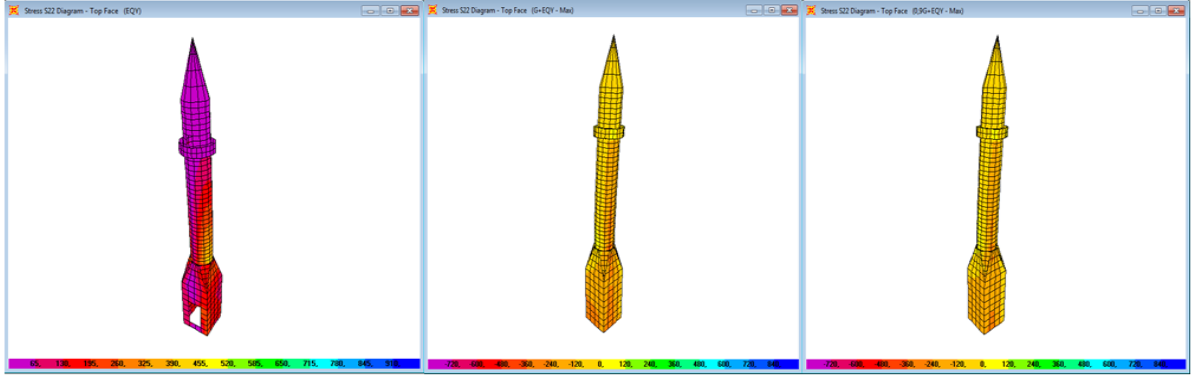 Stress S22 Diagram - Top Face (EQY)
Stress S22 Diagram - Top Face (G+EQY - Max)
Stress S22 Diagram - Top Face (0,9G+EQY - Max)
65, 130, 195, 260, 325, 390, 455, 520, 585, 650, 715, 780, 845, 910,
-720, -600, -480, -360, -240, -120, 0, 120, 240, 360, 480, 600, 720, 840,
-720, -600, -480, -360, -240, -120, 0, 120, 240, 360, 480, 600, 720, 840,